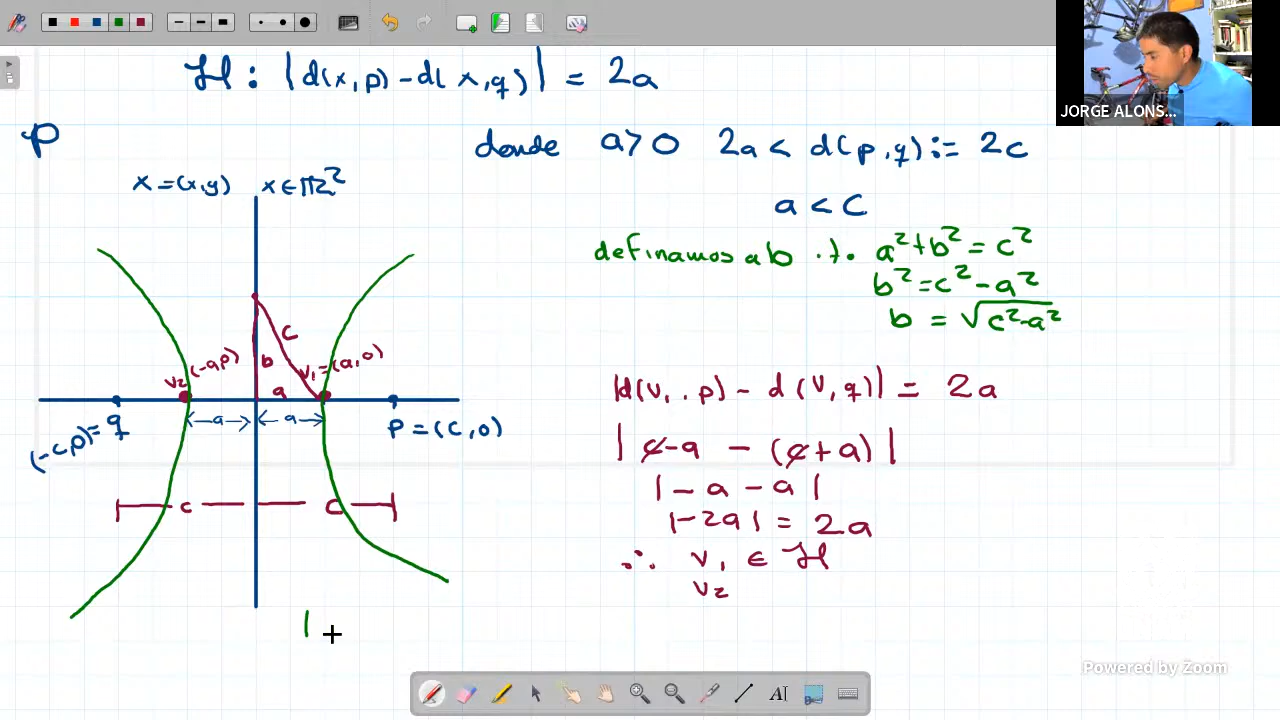 H : |d(x,p) - d(x,q)| = 2a
JORGE ALONS...
P
donde a>0 2a < d(p,q) := 2c
x=(x,y) x∈ℝ²
a < c
definamos a b .t. a²+b² = c²
b² = c² - a²
b = √c²-a²
c
b
a
v₂ (-a,0)
v₁=(a,0)
|d(v₁,p) - d(v,q)| = 2a
a a
(-c,0)=q
p=(c,0)
|c-a - (c+a)|
|-a-a|
c c
|-2a| = 2a
∴ v₁ ∈ H
v₂
|
Powered by Zoom
AI